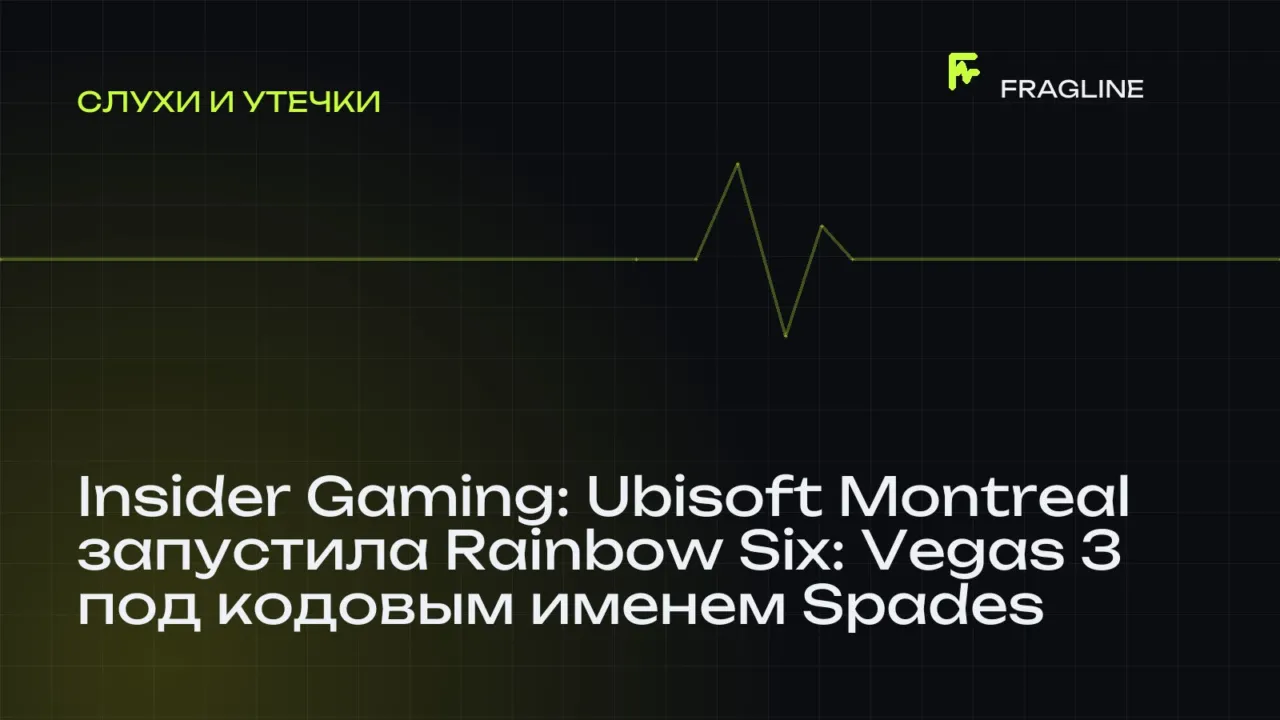 СЛУХИ И УТЕЧКИ
FRAGLINE
Insider Gaming: Ubisoft Montreal
запустила Rainbow Six: Vegas 3
под кодовым именем Spades